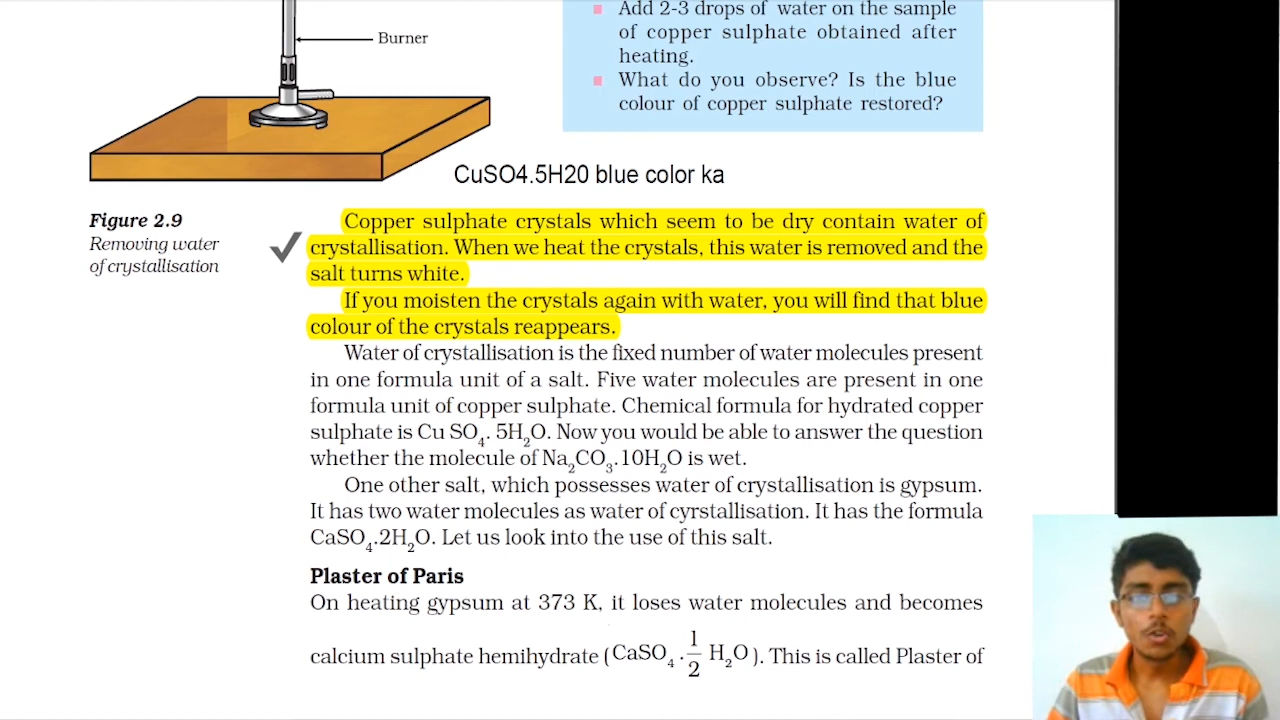 Burner
Add 2-3 drops of water on the sample
of copper sulphate obtained after
heating.
What do you observe? Is the blue
colour of copper sulphate restored?
CuSO4.5H20 blue color ka
Figure 2.9
Removing water
of crystallisation
Copper sulphate crystals which seem to be dry contain water of
crystallisation. When we heat the crystals, this water is removed and the
salt turns white.
If you moisten the crystals again with water, you will find that blue
colour of the crystals reappears.
Water of crystallisation is the fixed number of water molecules present
in one formula unit of a salt. Five water molecules are present in one
formula unit of copper sulphate. Chemical formula for hydrated copper
sulphate is Cu SO₄. 5H₂O. Now you would be able to answer the question
whether the molecule of Na₂CO₃.10H₂O is wet.
One other salt, which possesses water of crystallisation is gypsum.
It has two water molecules as water of cyrstallisation. It has the formula
CaSO₄.2H₂O. Let us look into the use of this salt.
Plaster of Paris
On heating gypsum at 373 K, it loses water molecules and becomes
calcium sulphate hemihydrate (CaSO₄.1/2 H₂O). This is called Plaster of